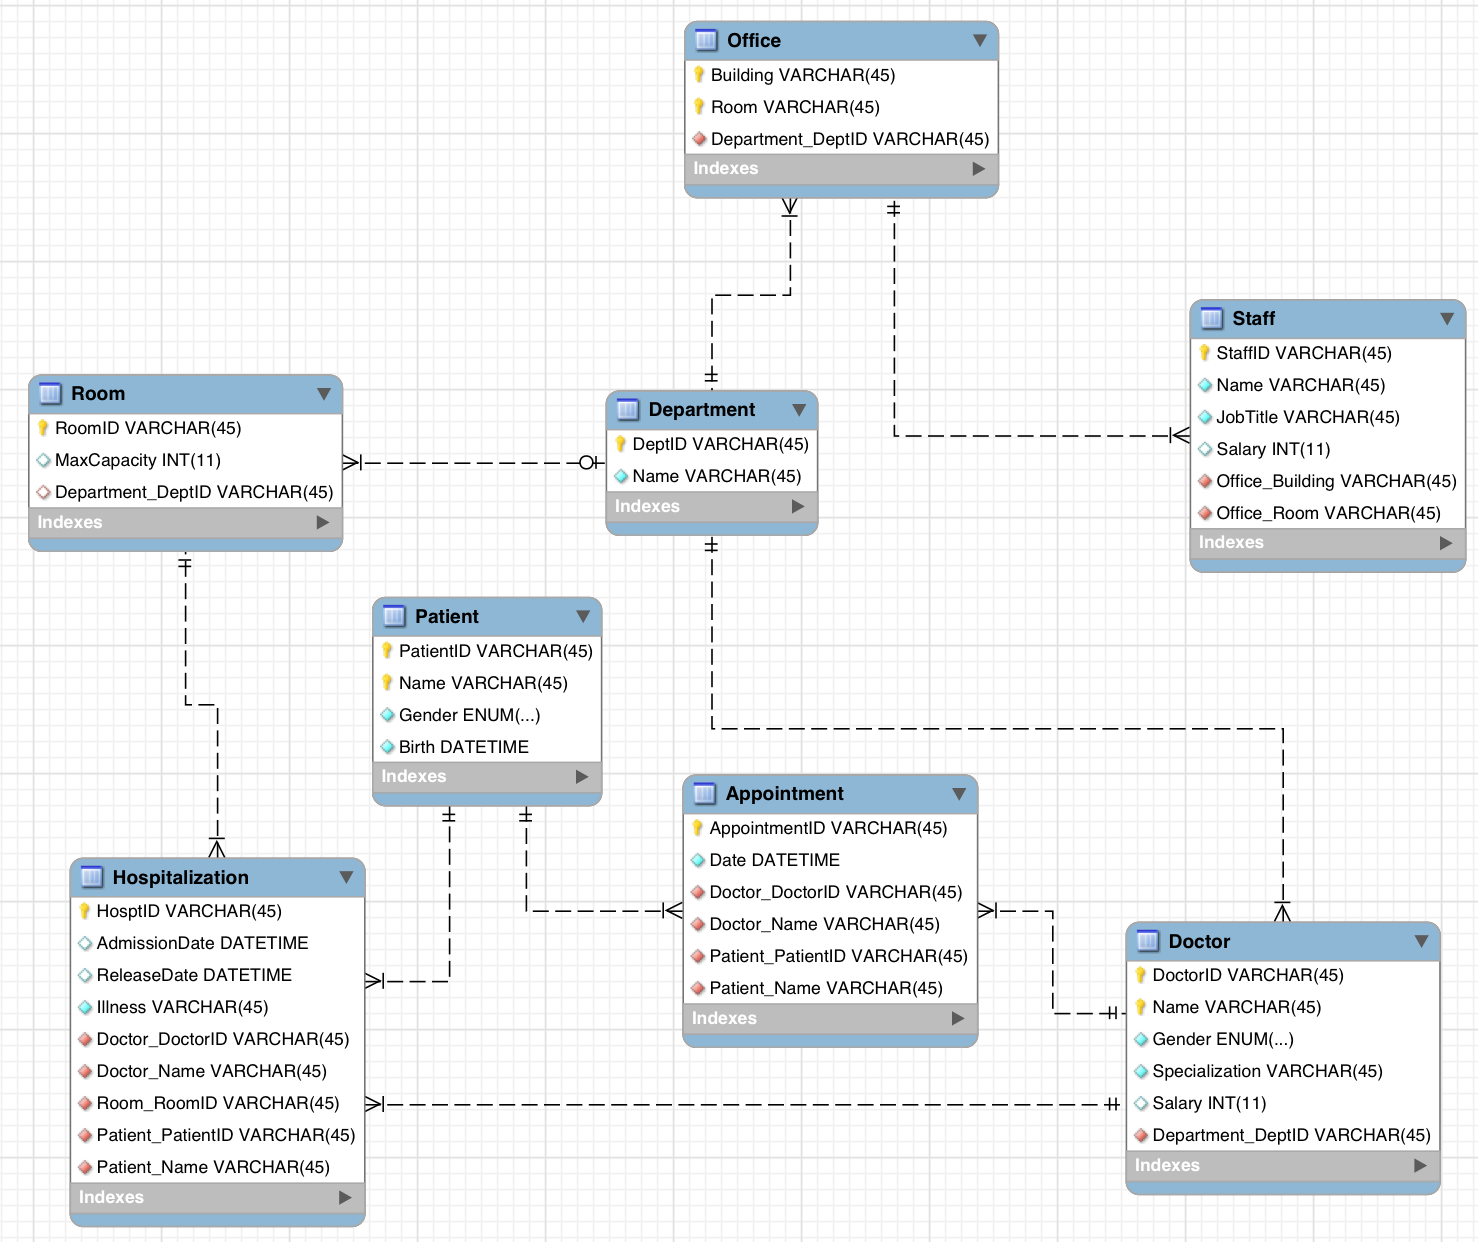 Office
Building VARCHAR(45)
Room VARCHAR(45)
Department_DeptID VARCHAR(45)
Indexes
Staff
StaffID VARCHAR(45)
Name VARCHAR(45)
JobTitle VARCHAR(45)
Salary INT(11)
Office_Building VARCHAR(45)
Office_Room VARCHAR(45)
Indexes
Room
RoomID VARCHAR(45)
MaxCapacity INT(11)
Department_DeptID VARCHAR(45)
Indexes
Department
DeptID VARCHAR(45)
Name VARCHAR(45)
Indexes
Patient
PatientID VARCHAR(45)
Name VARCHAR(45)
Gender ENUM(...)
Birth DATETIME
Indexes
Appointment
AppointmentID VARCHAR(45)
Date DATETIME
Doctor_DoctorID VARCHAR(45)
Doctor_Name VARCHAR(45)
Patient_PatientID VARCHAR(45)
Patient_Name VARCHAR(45)
Indexes
Hospitalization
HosptID VARCHAR(45)
AdmissionDate DATETIME
ReleaseDate DATETIME
Illness VARCHAR(45)
Doctor_DoctorID VARCHAR(45)
Doctor_Name VARCHAR(45)
Room_RoomID VARCHAR(45)
Patient_PatientID VARCHAR(45)
Patient_Name VARCHAR(45)
Indexes
Doctor
DoctorID VARCHAR(45)
Name VARCHAR(45)
Gender ENUM(...)
Specialization VARCHAR(45)
Salary INT(11)
Department_DeptID VARCHAR(45)
Indexes